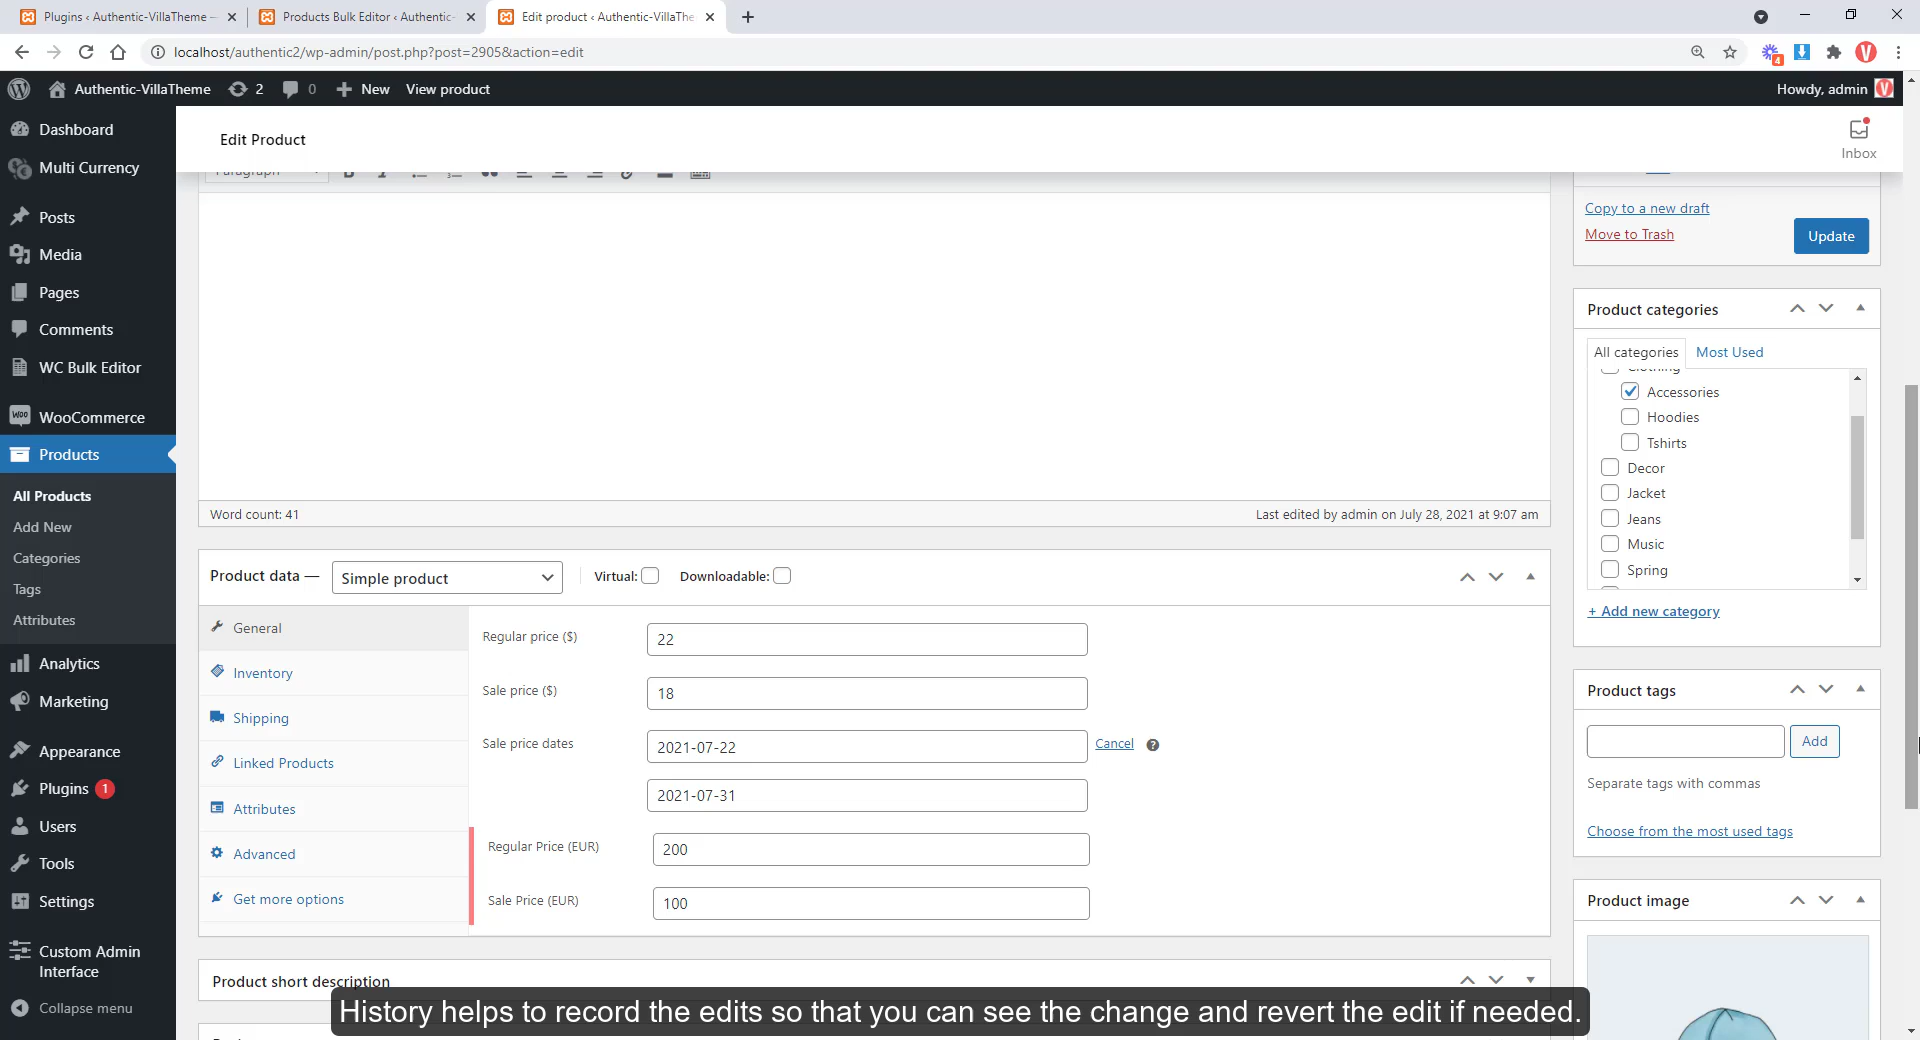 Plugins ‹ Authentic-VillaTheme –
Products Bulk Editor ‹ Authentic-
Edit product ‹ Authentic-VillaThe
localhost/authentic2/wp-admin/post.php?post=2905&action=edit
4
V
Authentic-VillaTheme
2
0
New
View product
Howdy, admin
Dashboard
Multi Currency
Posts
Media
Pages
Comments
WC Bulk Editor
WooCommerce
Products
All Products
Add New
Categories
Tags
Attributes
Analytics
Marketing
Appearance
Plugins 1
Users
Tools
Settings
Custom Admin
Interface
Collapse menu
Edit Product
Inbox
Paragraph
Word count: 41
Last edited by admin on July 28, 2021 at 9:07 am
Product data — Simple product
Virtual:
Downloadable:
General
Inventory
Shipping
Linked Products
Attributes
Advanced
Get more options
Regular price ($)
22
Sale price ($)
18
Sale price dates
2021-07-22
Cancel
2021-07-31
Regular Price (EUR)
200
Sale Price (EUR)
100
Product short description
Copy to a new draft
Move to Trash
Update
Product categories
All categories
Most Used
Clothing
Accessories
Hoodies
Tshirts
Decor
Jacket
Jeans
Music
Spring
+ Add new category
Product tags
Add
Separate tags with commas
Choose from the most used tags
Product image
History helps to record the edits so that you can see the change and revert the edit if needed.